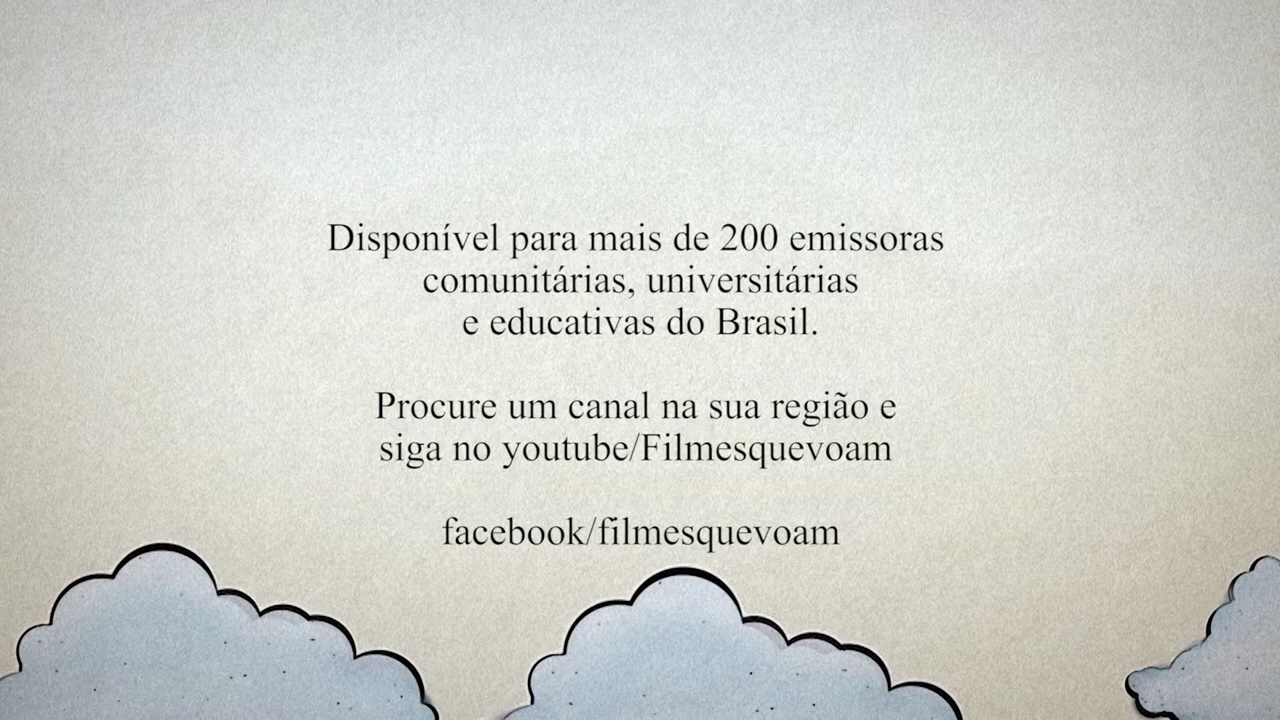 Disponível para mais de 200 emissoras
comunitárias, universitárias
e educativas do Brasil.
Procure um canal na sua região e
siga no youtube/Filmesquevoam
facebook/filmesquevoam